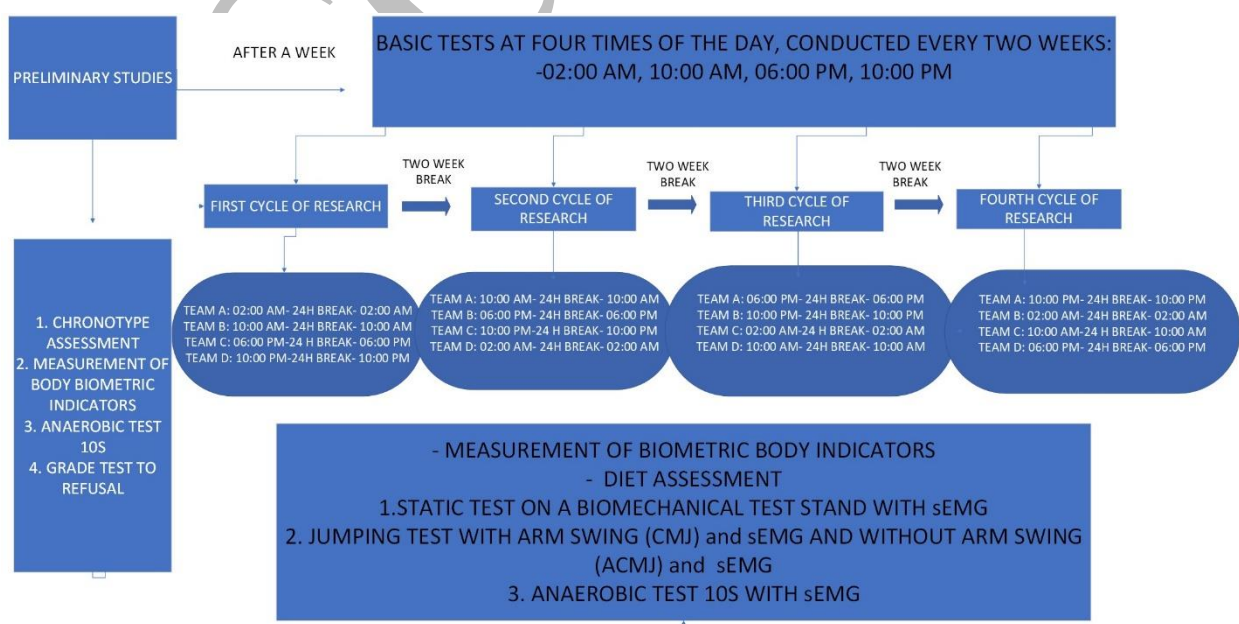 PRELIMINARY STUDIES
AFTER A WEEK
BASIC TESTS AT FOUR TIMES OF THE DAY, CONDUCTED EVERY TWO WEEKS:
-02:00 AM, 10:00 AM, 06:00 PM, 10:00 PM
FIRST CYCLE OF RESEARCH
TWO WEEK
BREAK
SECOND CYCLE OF
RESEARCH
TWO WEEK
BREAK
THIRD CYCLE OF
RESEARCH
TWO WEEK
BREAK
FOURTH CYCLE OF
RESEARCH
TEAM A: 02:00 AM- 24H BREAK- 02:00 AM
TEAM B: 10:00 AM- 24H BREAK- 10:00 AM
TEAM C: 06:00 PM-24 H BREAK- 06:00 PM
TEAM D: 10:00 PM-24H BREAK- 10:00 PM
TEAM A: 10:00 AM- 24H BREAK- 10:00 AM
TEAM B: 06:00 PM- 24H BREAK- 06:00 PM
TEAM C: 10:00 PM-24 H BREAK- 10:00 PM
TEAM D: 02:00 AM- 24H BREAK- 02:00 AM
TEAM A: 06:00 PM- 24H BREAK- 06:00 PM
TEAM B: 10:00 PM- 24H BREAK- 10:00 PM
TEAM C: 02:00 AM-24 H BREAK- 02:00 AM
TEAM D: 10:00 AM- 24H BREAK- 10:00 AM
TEAM A: 10:00 PM- 24H BREAK- 10:00 PM
TEAM B: 02:00 AM- 24H BREAK- 02:00 AM
TEAM C: 10:00 AM-24 H BREAK- 10:00 AM
TEAM D: 06:00 PM- 24H BREAK- 06:00 PM
1. CHRONOTYPE
ASSESSMENT
2. MEASUREMENT OF
BODY BIOMETRIC
INDICATORS
3. ANAEROBIC TEST
10S
4. GRADE TEST TO
REFUSAL
- MEASUREMENT OF BIOMETRIC BODY INDICATORS
- DIET ASSESSMENT
1.STATIC TEST ON A BIOMECHANICAL TEST STAND WITH sEMG
2. JUMPING TEST WITH ARM SWING (CMJ) and sEMG AND WITHOUT ARM SWING
(ACMJ) and sEMG
3. ANAEROBIC TEST 10S WITH sEMG